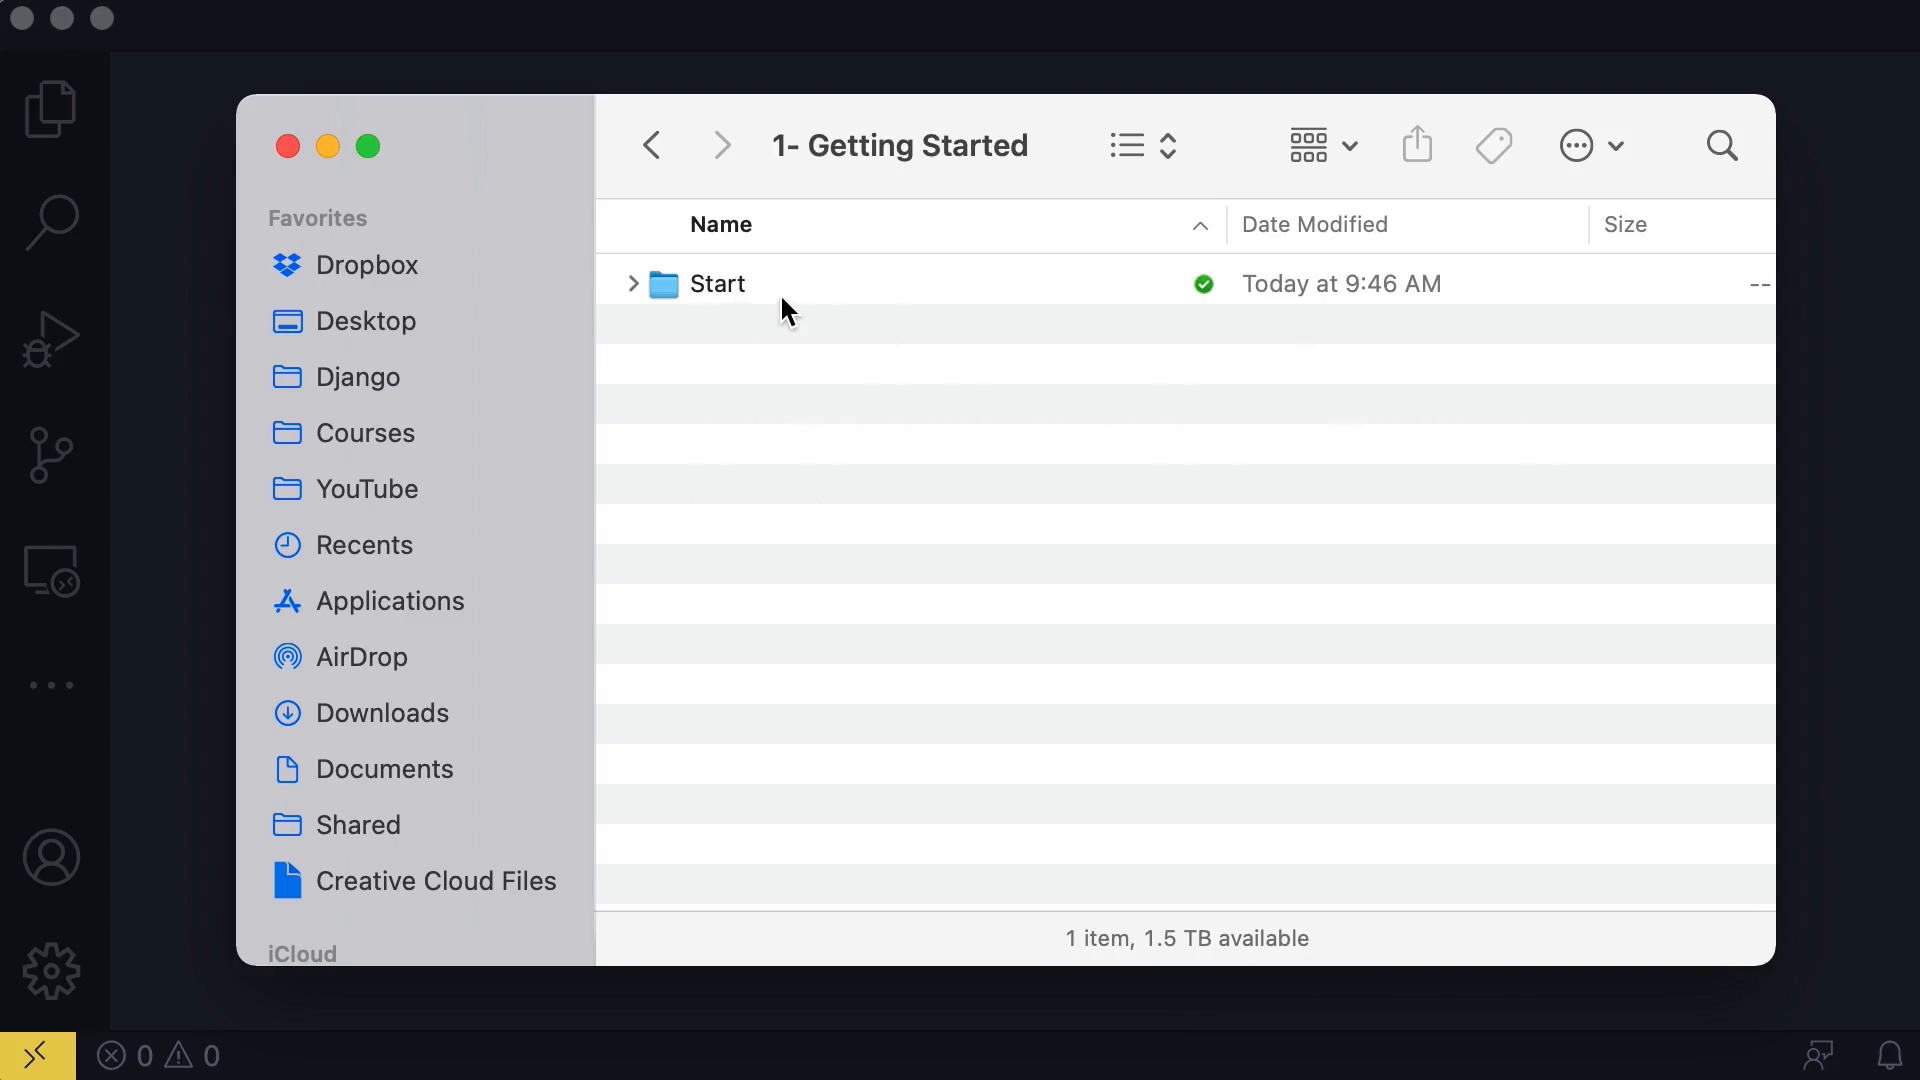 1- Getting Started
Favorites
Dropbox
Desktop
Django
Courses
YouTube
Recents
Applications
AirDrop
Downloads
Documents
Shared
Creative Cloud Files
iCloud
Name Date Modified Size
Start Today at 9:46 AM --
1 item, 1.5 TB available
0 0